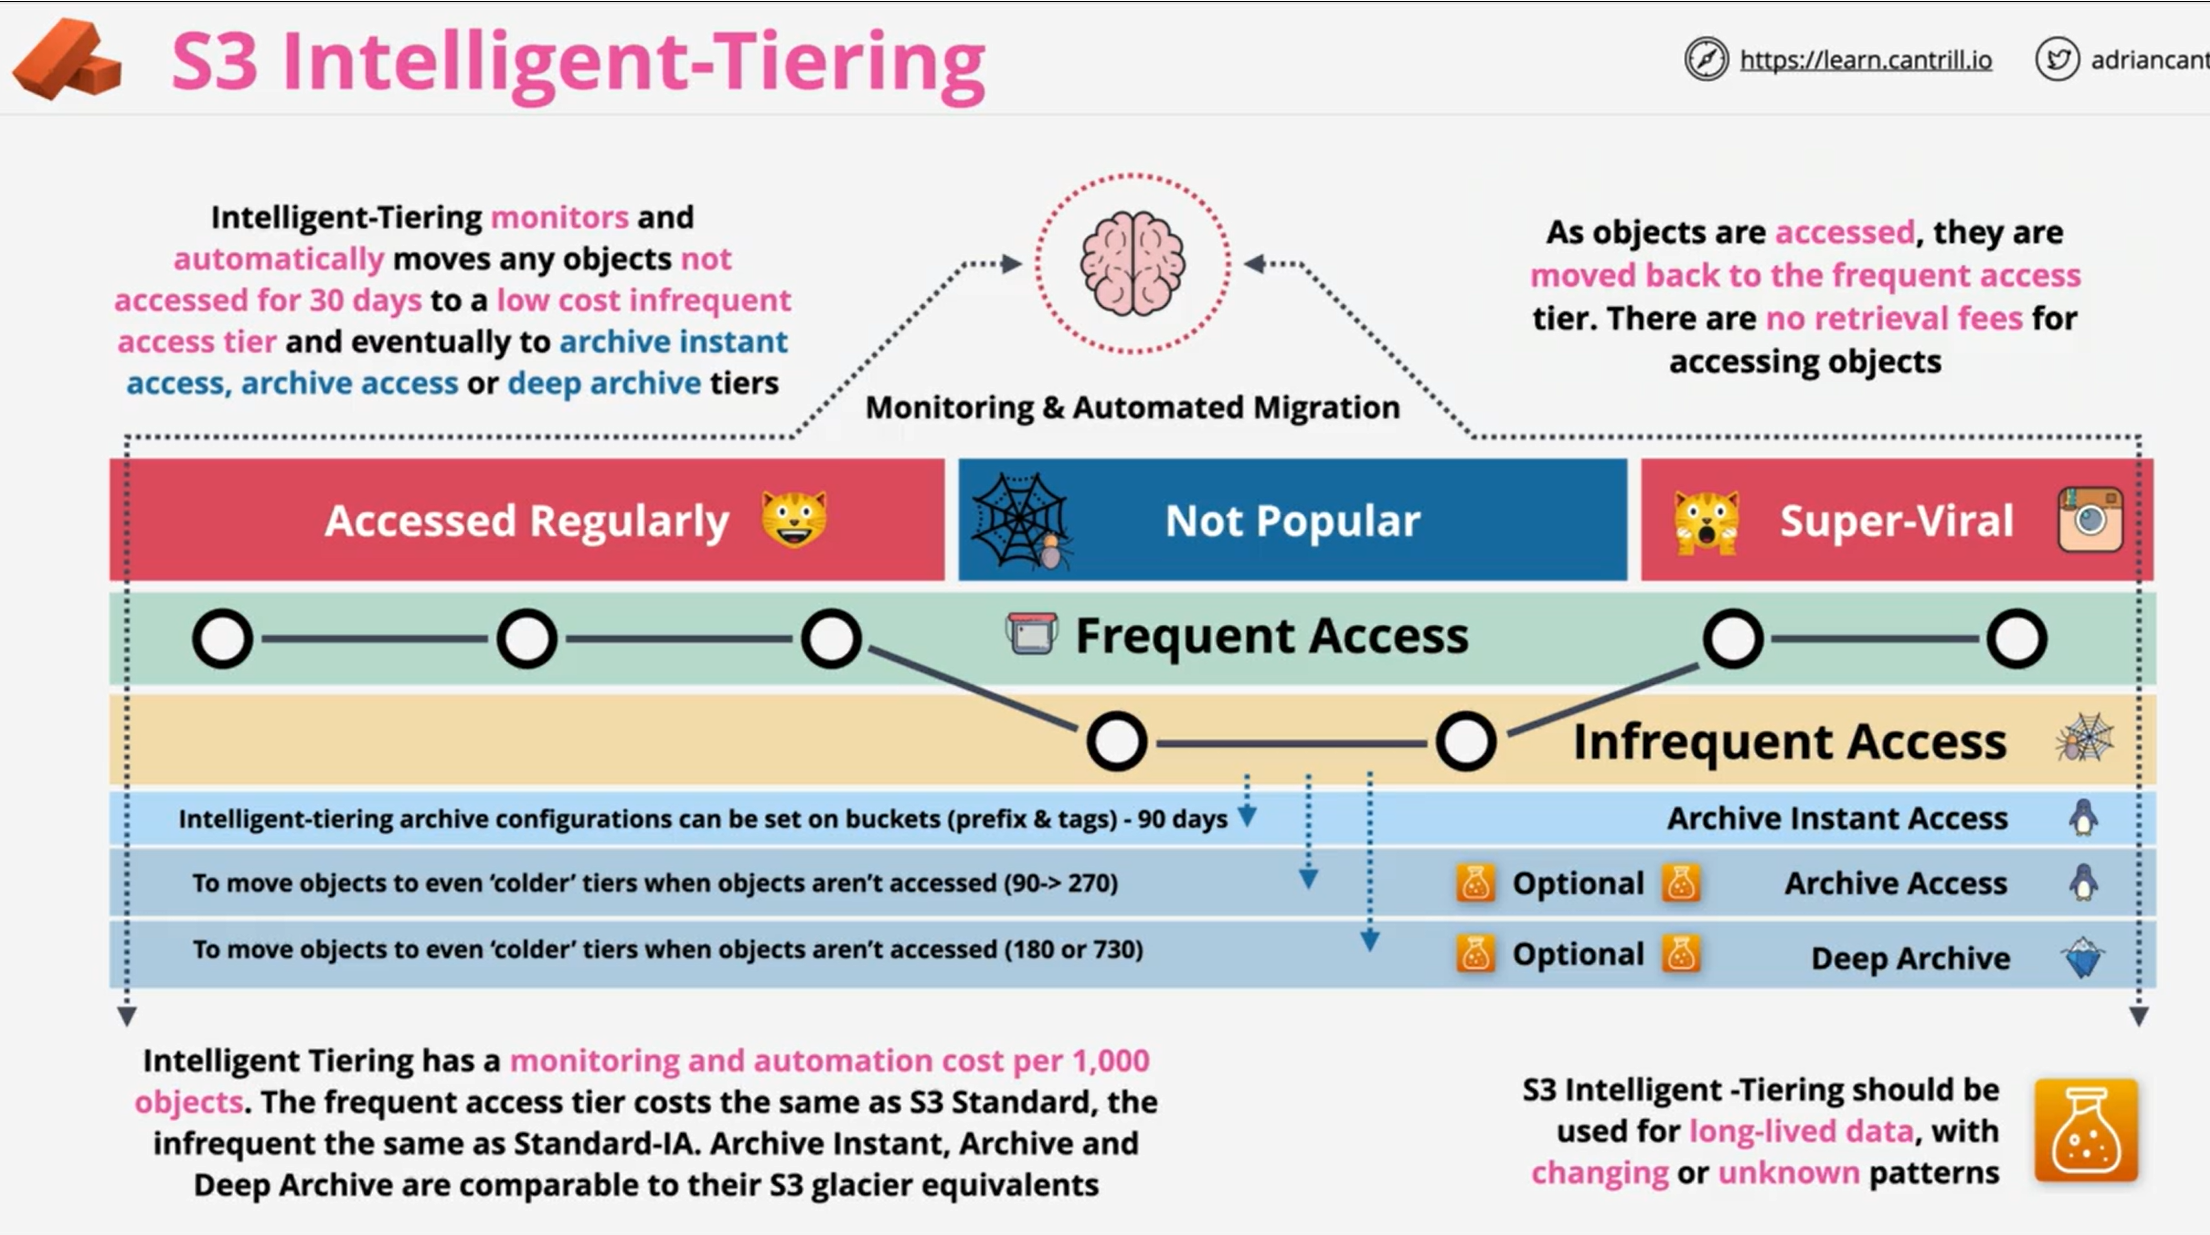 S3 Intelligent-Tiering
https://learn.cantrill.io
adriancant
Intelligent-Tiering monitors and
automatically moves any objects not
accessed for 30 days to a low cost infrequent
access tier and eventually to archive instant
access, archive access or deep archive tiers
As objects are accessed, they are
moved back to the frequent access
tier. There are no retrieval fees for
accessing objects
Monitoring & Automated Migration
Accessed Regularly
Not Popular
Super-Viral
Frequent Access
Infrequent Access
Intelligent-tiering archive configurations can be set on buckets (prefix & tags) - 90 days
Archive Instant Access
To move objects to even ‘colder’ tiers when objects aren’t accessed (90-> 270)
Optional
Archive Access
To move objects to even ‘colder’ tiers when objects aren’t accessed (180 or 730)
Optional
Deep Archive
Intelligent Tiering has a monitoring and automation cost per 1,000
objects. The frequent access tier costs the same as S3 Standard, the
infrequent the same as Standard-IA. Archive Instant, Archive and
Deep Archive are comparable to their S3 glacier equivalents
S3 Intelligent -Tiering should be
used for long-lived data, with
changing or unknown patterns